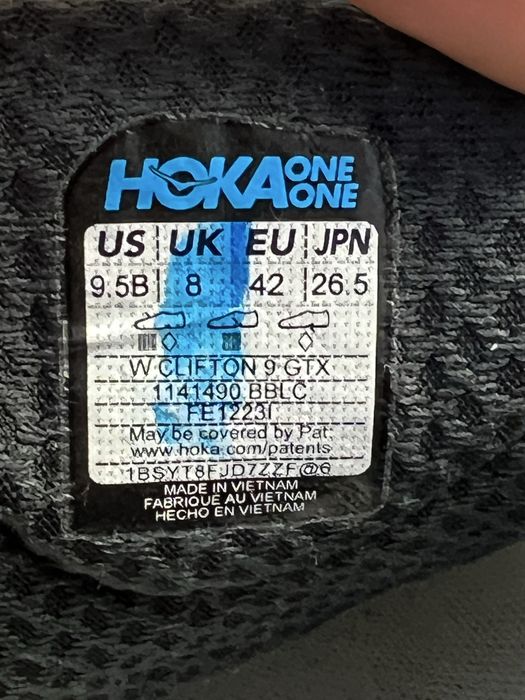 HOKA ONE ONE
US UK EU JPN
9.5B 8 42 26.5
W CLIFTON 9 GTX
1141490 BBLC
FE1223I
May be covered by Pat.
www.hoka.com/patents
1BSYT8FJD7ZZF@6
MADE IN VIETNAM
FABRIQUE AU VIETNAM
HECHO EN VIETNAM